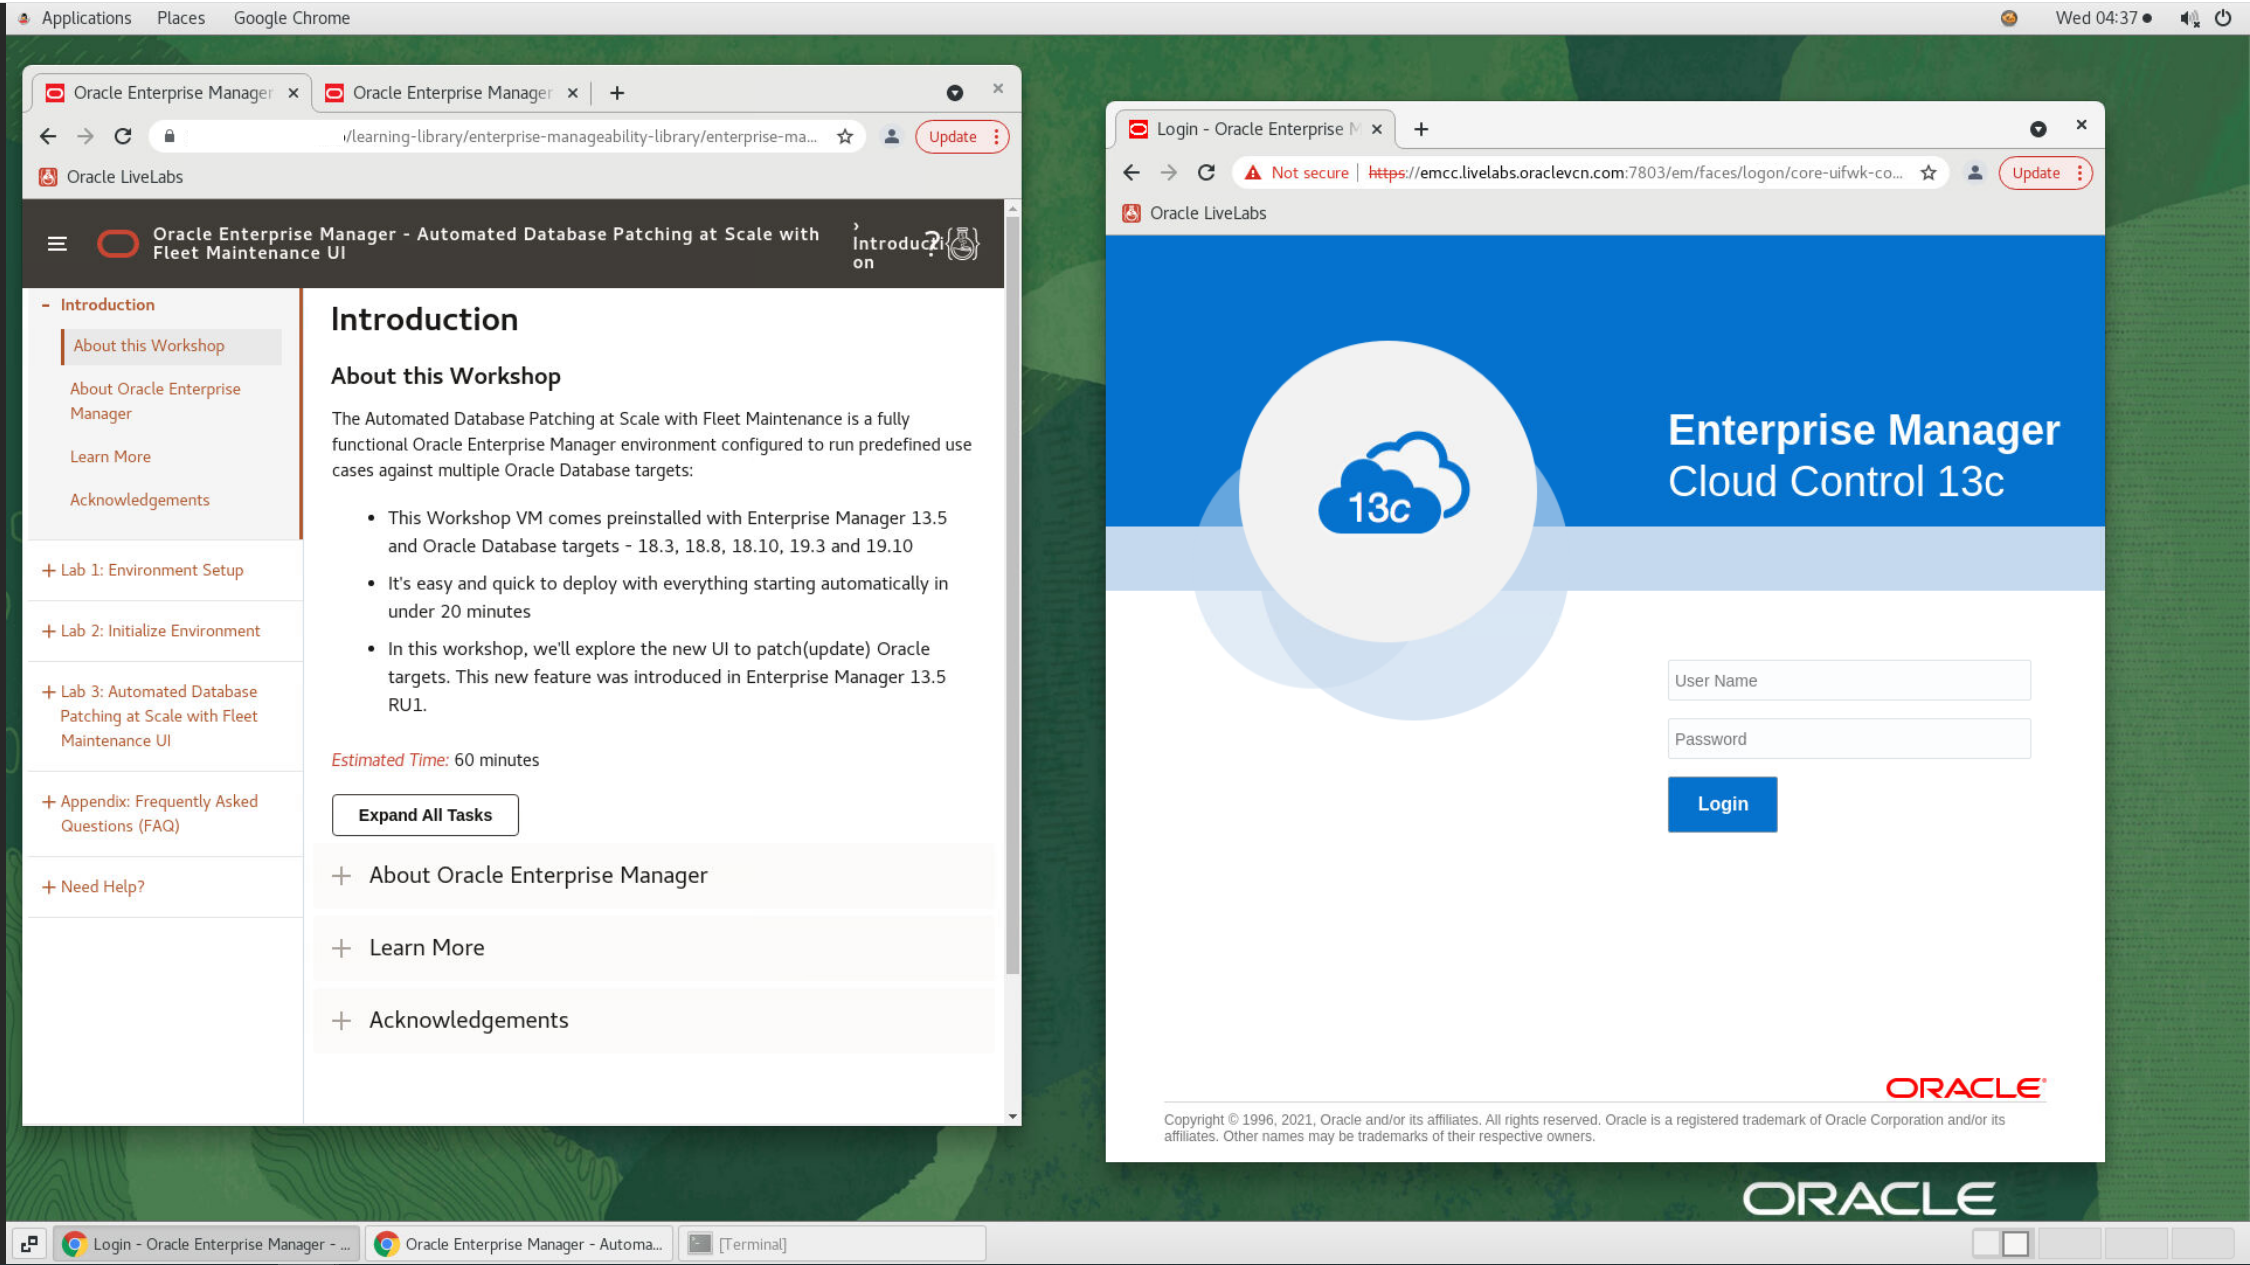 Applications Places Google Chrome
Wed 04:37
Oracle Enterprise Manager
Oracle Enterprise Manager
/learning-library/enterprise-manageability-library/enterprise-ma...
Update
Oracle LiveLabs
Oracle Enterprise Manager - Automated Database Patching at Scale with
Fleet Maintenance UI
›
Introducti
on
?
- Introduction
About this Workshop
About Oracle Enterprise
Manager
Learn More
Acknowledgements
+ Lab 1: Environment Setup
+ Lab 2: Initialize Environment
+ Lab 3: Automated Database
Patching at Scale with Fleet
Maintenance UI
+ Appendix: Frequently Asked
Questions (FAQ)
+ Need Help?
Introduction
About this Workshop
The Automated Database Patching at Scale with Fleet Maintenance is a fully
functional Oracle Enterprise Manager environment configured to run predefined use
cases against multiple Oracle Database targets:
• This Workshop VM comes preinstalled with Enterprise Manager 13.5
and Oracle Database targets - 18.3, 18.8, 18.10, 19.3 and 19.10
• It's easy and quick to deploy with everything starting automatically in
under 20 minutes
• In this workshop, we'll explore the new UI to patch(update) Oracle
targets. This new feature was introduced in Enterprise Manager 13.5
RU1.
Estimated Time: 60 minutes
Expand All Tasks
+ About Oracle Enterprise Manager
+ Learn More
+ Acknowledgements
Login - Oracle Enterprise M
Not secure | https://emcc.livelabs.oraclevcn.com:7803/em/faces/logon/core-uifwk-co...
Update
Oracle LiveLabs
13c
Enterprise Manager
Cloud Control 13c
User Name
Password
Login
ORACLE
Copyright © 1996, 2021, Oracle and/or its affiliates. All rights reserved. Oracle is a registered trademark of Oracle Corporation and/or its
affiliates. Other names may be trademarks of their respective owners.
ORACLE
Login - Oracle Enterprise Manager - ...
Oracle Enterprise Manager - Automa...
[Terminal]